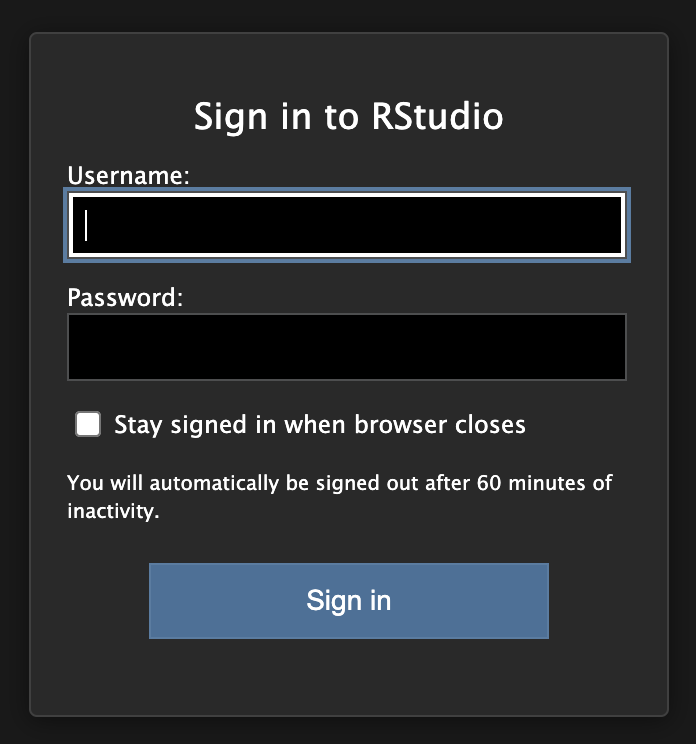 Sign in to RStudio
Username:
Password:
Stay signed in when browser closes
You will automatically be signed out after 60 minutes of
inactivity.
Sign in